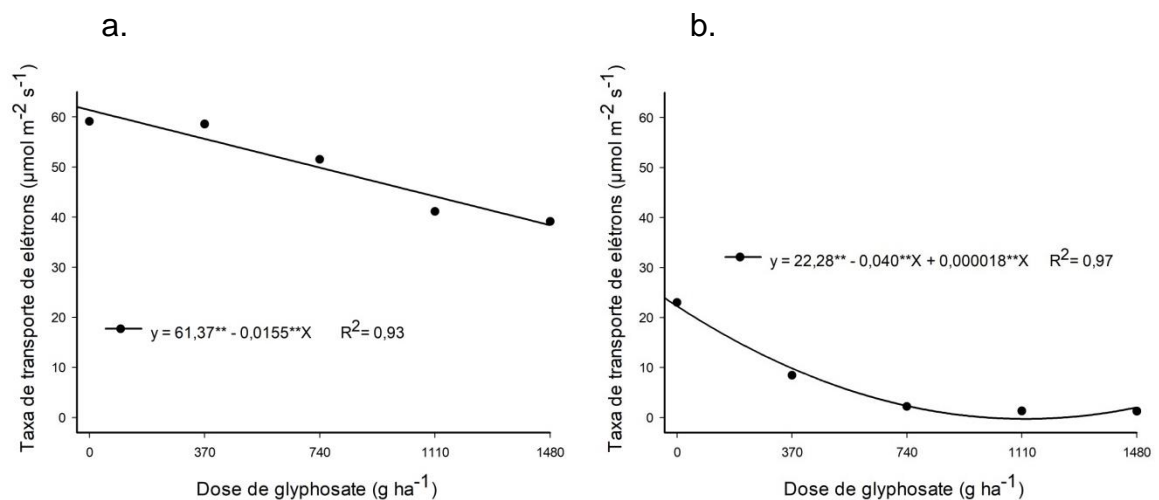 a.
Taxa de transporte de elétrons (µmol m⁻² s⁻¹)
60
50
40
30
20
10
0
y = 61,37** - 0,0155**X R²= 0,93
0 370 740 1110 1480
Dose de glyphosate (g ha⁻¹)
b.
Taxa de transporte de elétrons (µmol m⁻² s⁻¹)
60
50
40
30
20
10
0
y = 22,28** - 0,040**X + 0,000018**X R²= 0,97
0 370 740 1110 1480
Dose de glyphosate (g ha⁻¹)